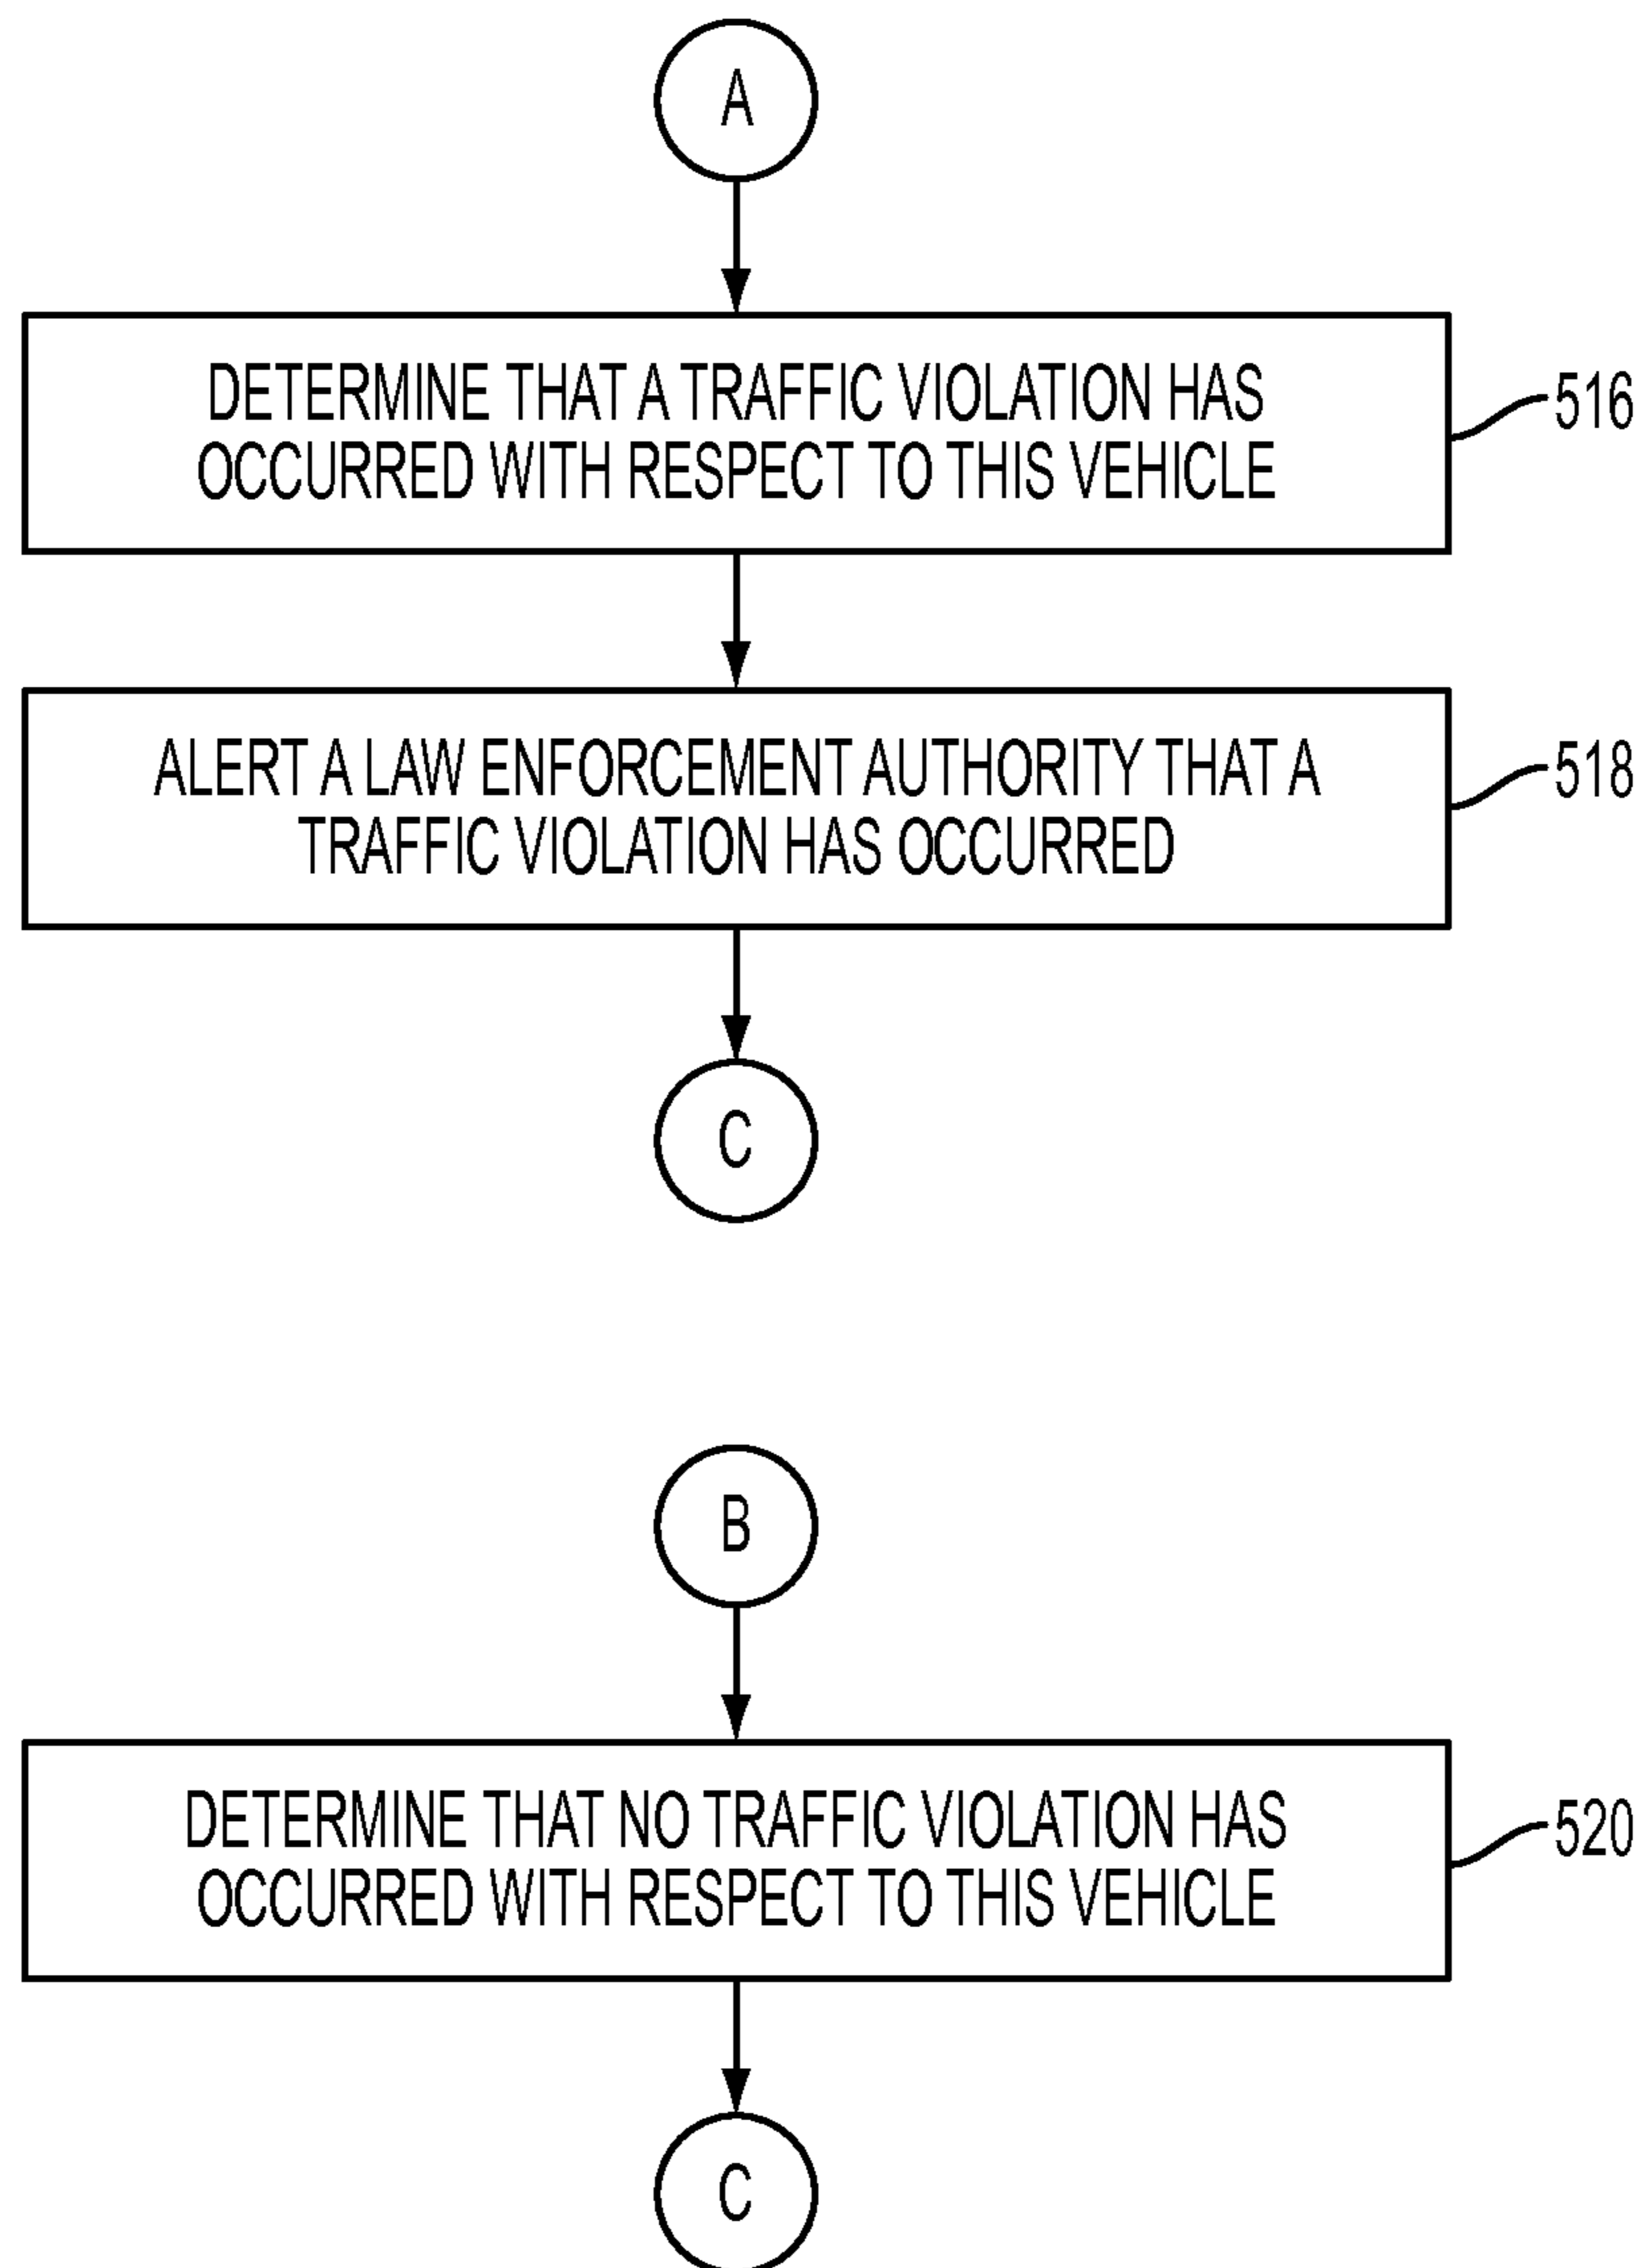 A
DETERMINE THAT A TRAFFIC VIOLATION HAS
OCCURRED WITH RESPECT TO THIS VEHICLE
516
ALERT A LAW ENFORCEMENT AUTHORITY THAT A
TRAFFIC VIOLATION HAS OCCURRED
518
C
B
DETERMINE THAT NO TRAFFIC VIOLATION HAS
OCCURRED WITH RESPECT TO THIS VEHICLE
520
C